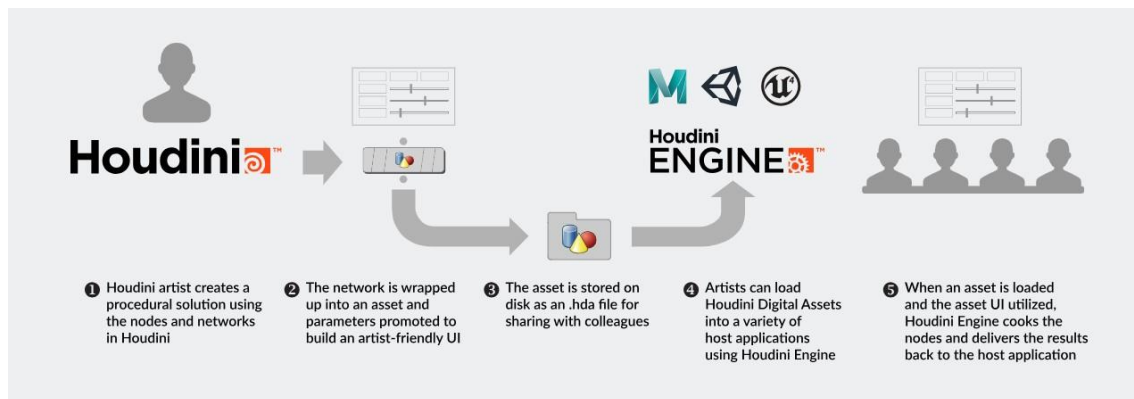 Houdini™
Houdini
ENGINE™
❶ Houdini artist creates a
procedural solution using
the nodes and networks
in Houdini
❷ The network is wrapped
up into an asset and
parameters promoted to
build an artist-friendly UI
❸ The asset is stored on
disk as an .hda file for
sharing with colleagues
❹ Artists can load
Houdini Digital Assets
into a variety of
host applications
using Houdini Engine
❺ When an asset is loaded
and the asset UI utilized,
Houdini Engine cooks the
nodes and delivers the results
back to the host application